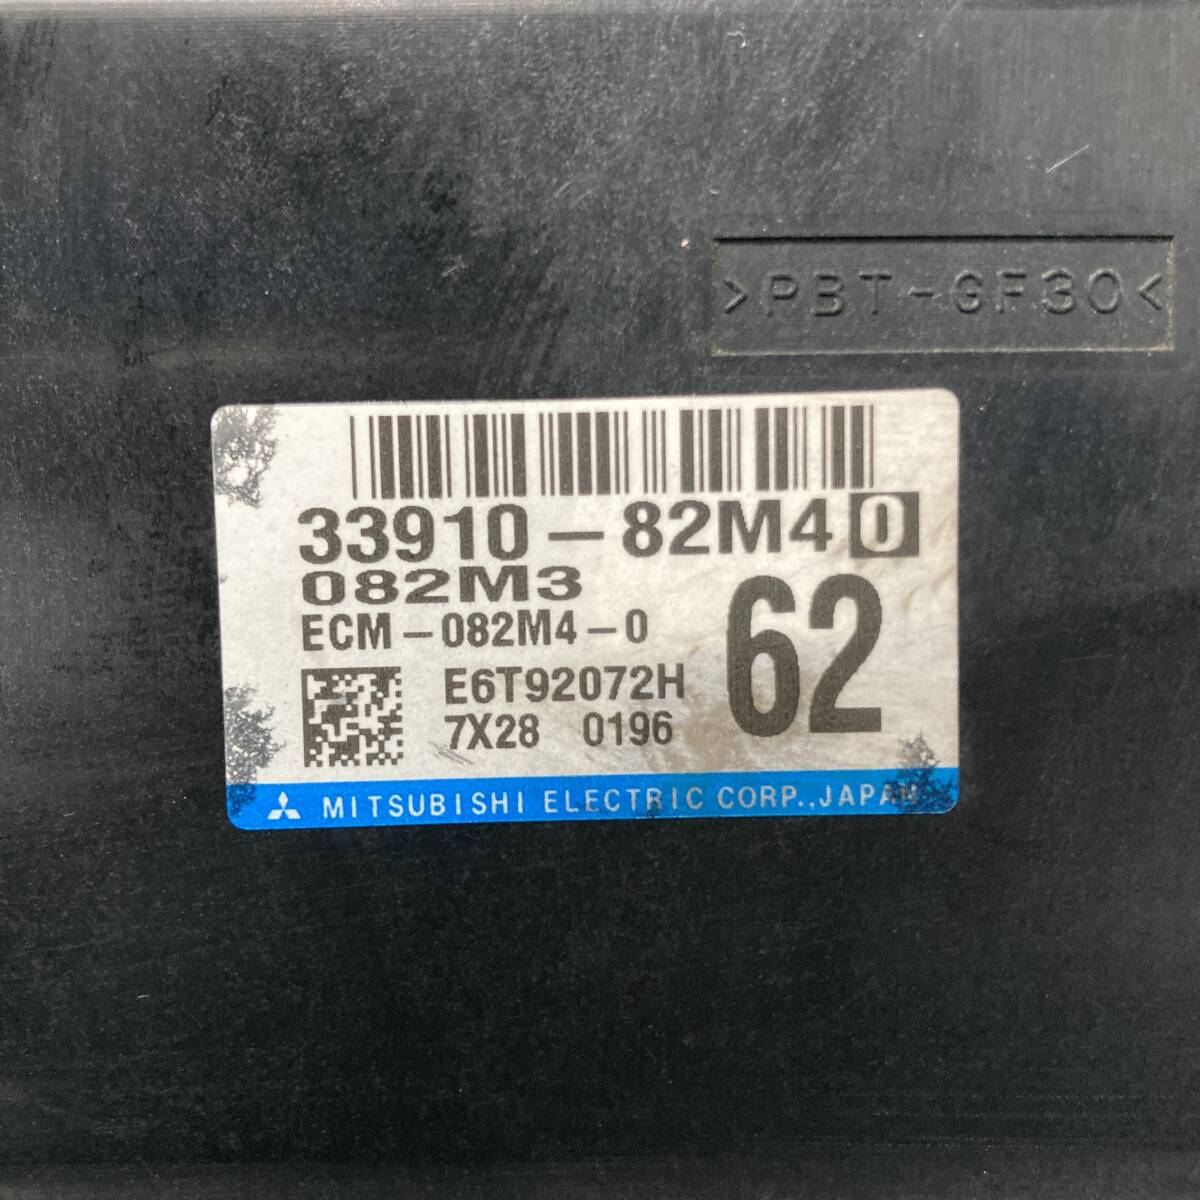 >PBT-GF30<
33910-82M40
082M3
ECM-082M4-0
62
E6T92072H
7X28 0196
MITSUBISHI ELECTRIC CORP.,JAPAN